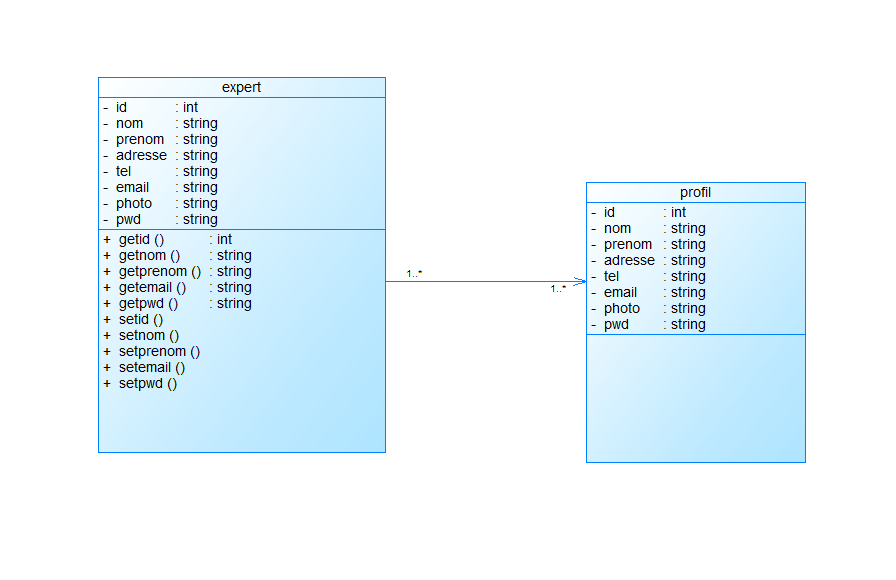 expert
- id : int
- nom : string
- prenom : string
- adresse : string
- tel : string
- email : string
- photo : string
- pwd : string
+ getid () : int
+ getnom () : string
+ getprenom () : string
+ getemail () : string
+ getpwd () : string
+ setid ()
+ setnom ()
+ setprenom ()
+ setemail ()
+ setpwd ()
1..*
1..*
profil
- id : int
- nom : string
- prenom : string
- adresse : string
- tel : string
- email : string
- photo : string
- pwd : string